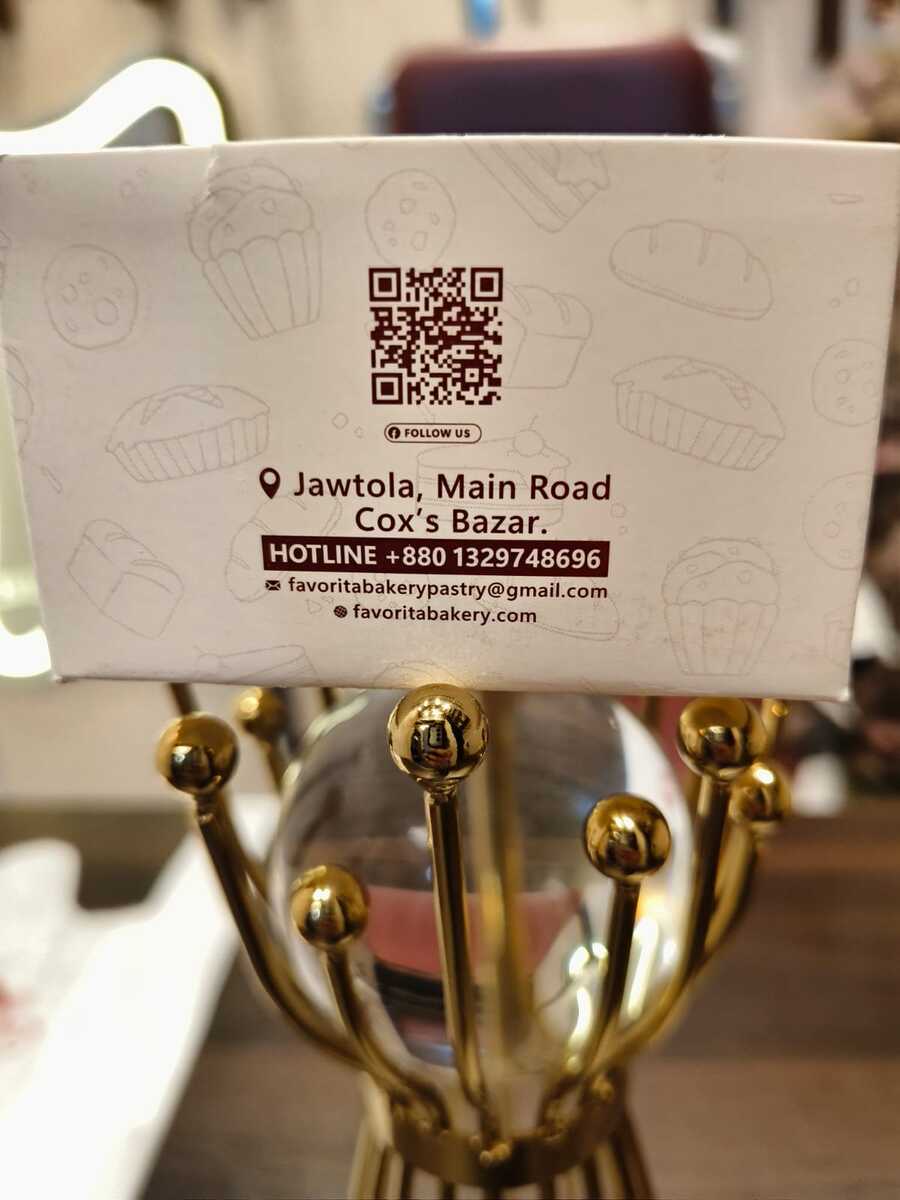 FOLLOW US
Jawtola, Main Road
Cox's Bazar.
HOTLINE +880 1329748696
favoritabakerypastry@gmail.com
favoritabakery.com